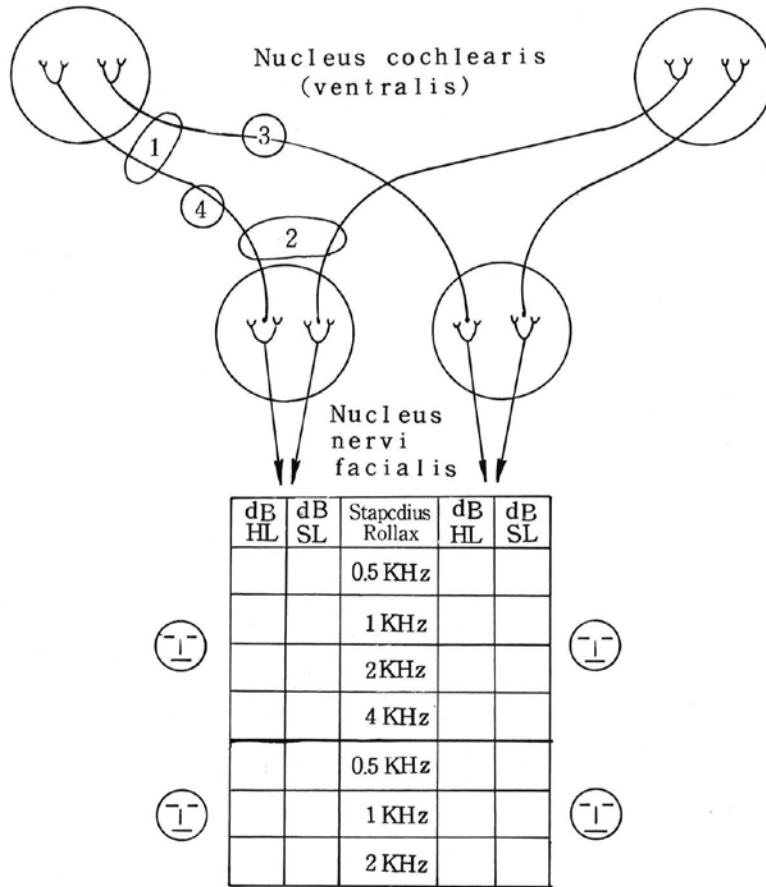 Nucleus cochlearis
(ventralis)
1
3
4
2
Nucleus
nervi
facialis
dB HL dB SL Stapcdius Rollax dB HL dB SL
0.5 KHz
1 KHz
2 KHz
4 KHz
0.5 KHz
1 KHz
2 KHz